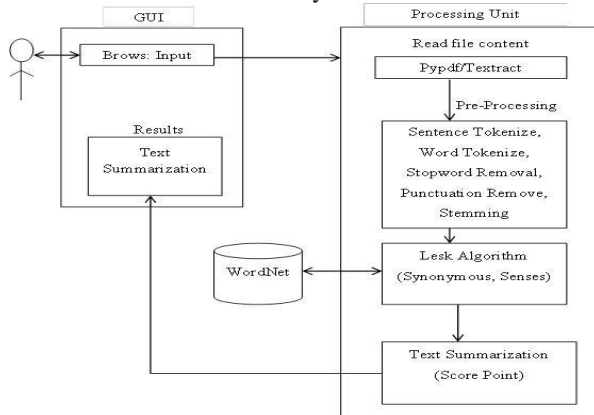 GUI
Brows: Input
Results
Text
Summarization
Processing Unit
Read file content
Pypdf/Textract
Pre-Processing
Sentence Tokenize,
Word Tokenize,
Stopword Removal,
Punctuation Remove,
Stemming
WordNet
Lesk Algorithm
(Synonymous, Senses)
Text Summarization
(Score Point)